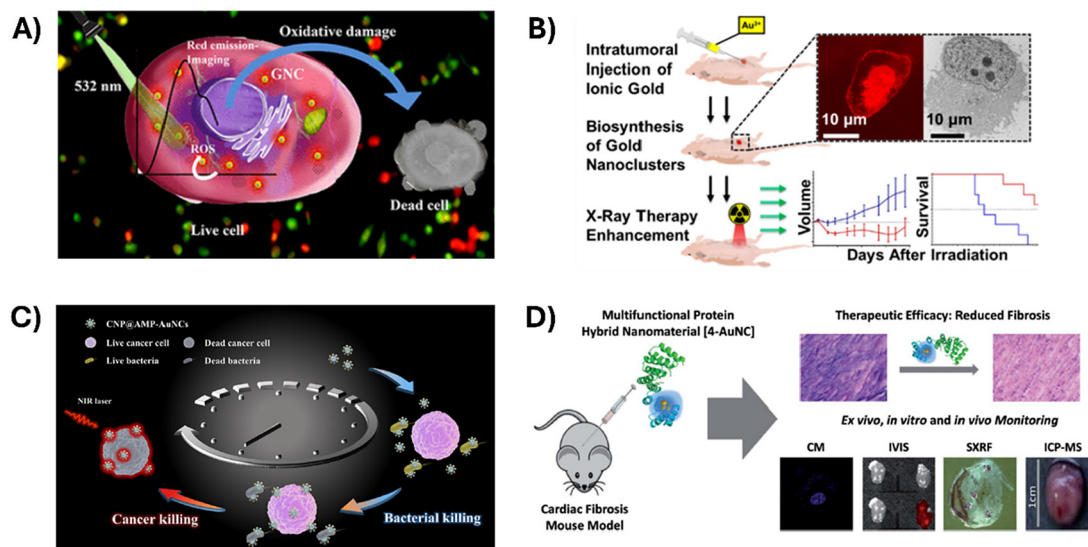 A)
Oxidative damage
Red emission-
Imaging
GNC
532 nm
ROS
Live cell
Dead cell
B)
Au³⁺
Intratumoral
Injection of
Ionic Gold
Biosynthesis
of Gold
Nanoclusters
X-Ray Therapy
Enhancement
10 µm
10 µm
Volume
Survival
Days After Irradiation
C)
CNP@AMP-AuNCs
Live cancer cell
Dead cancer cell
Live bacteria
Dead bacteria
NIR laser
Cancer killing
Bacterial killing
D)
Multifunctional Protein
Hybrid Nanomaterial [4-AuNC]
Cardiac Fibrosis
Mouse Model
Therapeutic Efficacy: Reduced Fibrosis
Ex vivo, in vitro and in vivo Monitoring
CM
IVIS
SXRF
ICP-MS
1cm